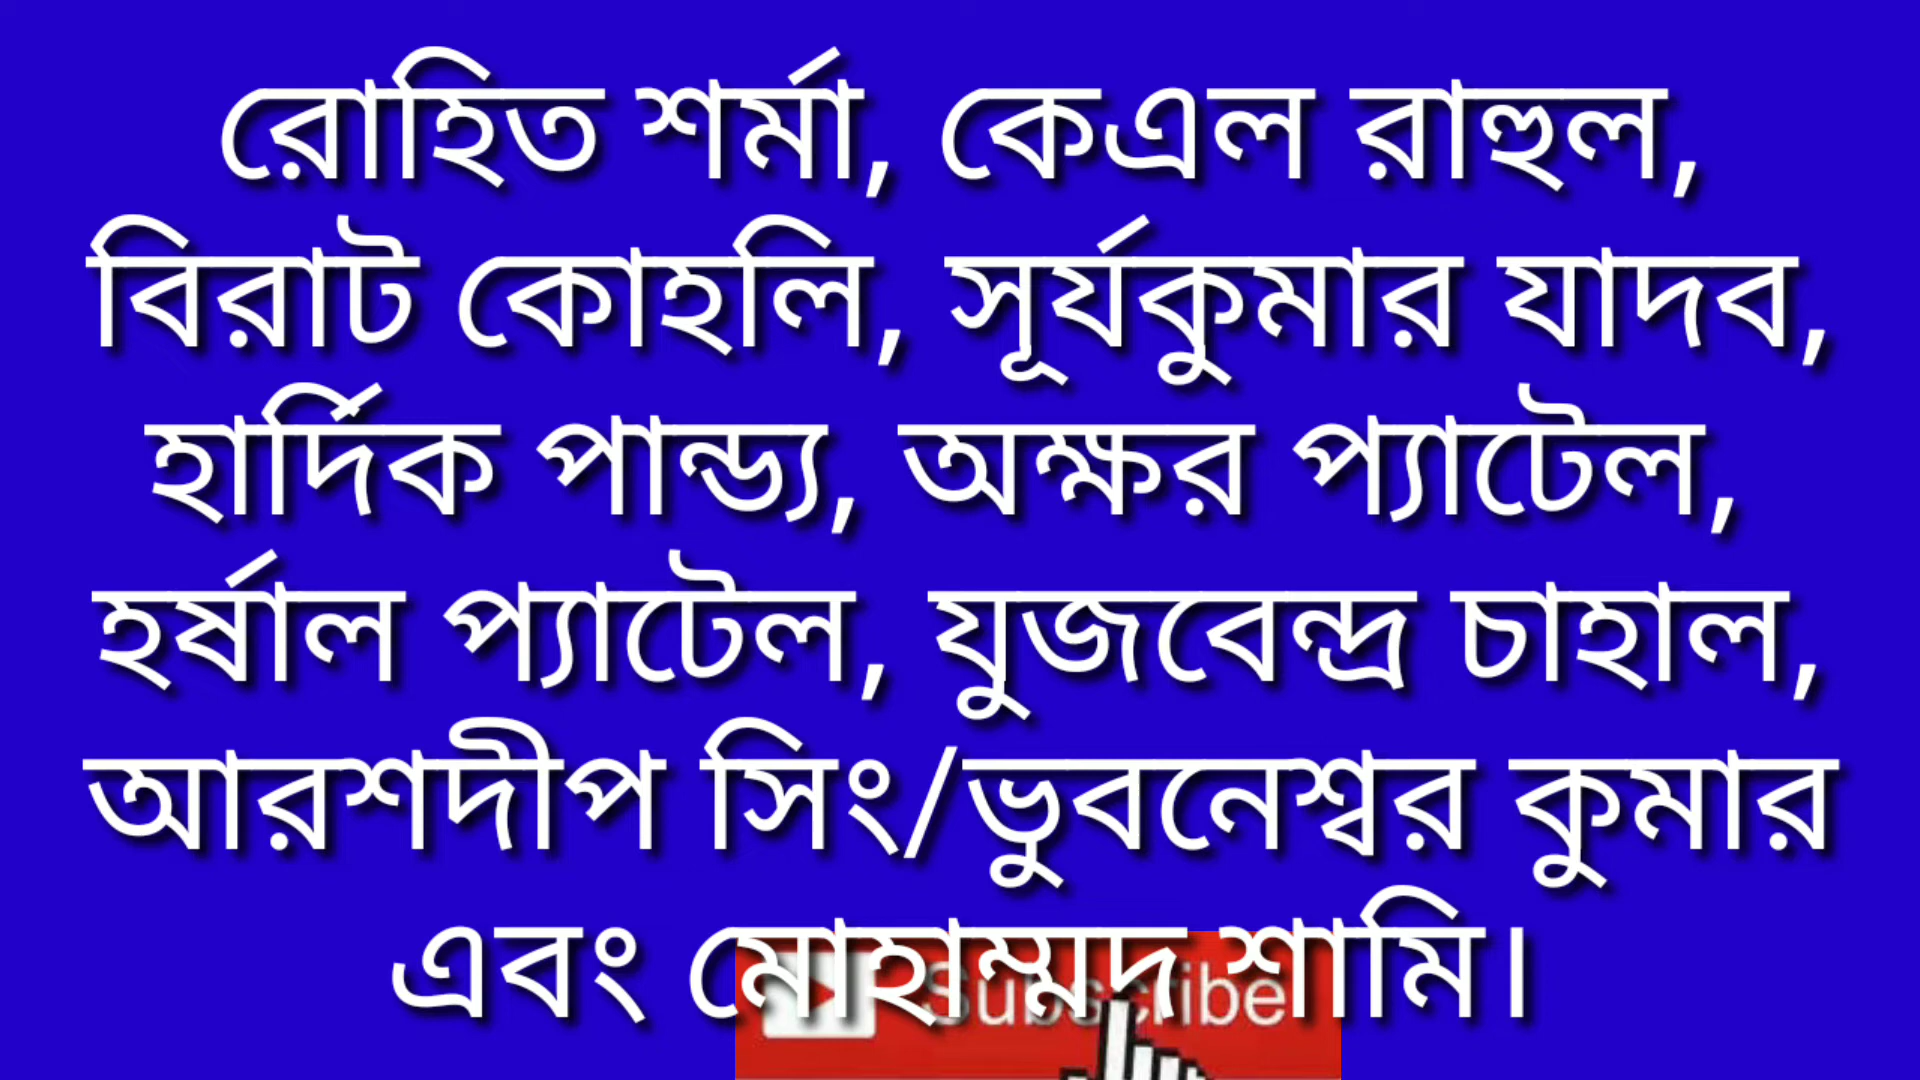 রোহিত শর্মা, কেএল রাহুল,
বিরাট কোহলি, সূর্যকুমার যাদব,
হার্দিক পান্ড্য, অক্ষর প্যাটেল,
হর্ষাল প্যাটেল, যুজবেন্দ্র চাহাল,
আরশদীপ সিং/ভুবনেশ্বর কুমার
এবং মোহাম্মদ শামি।
Subscribe